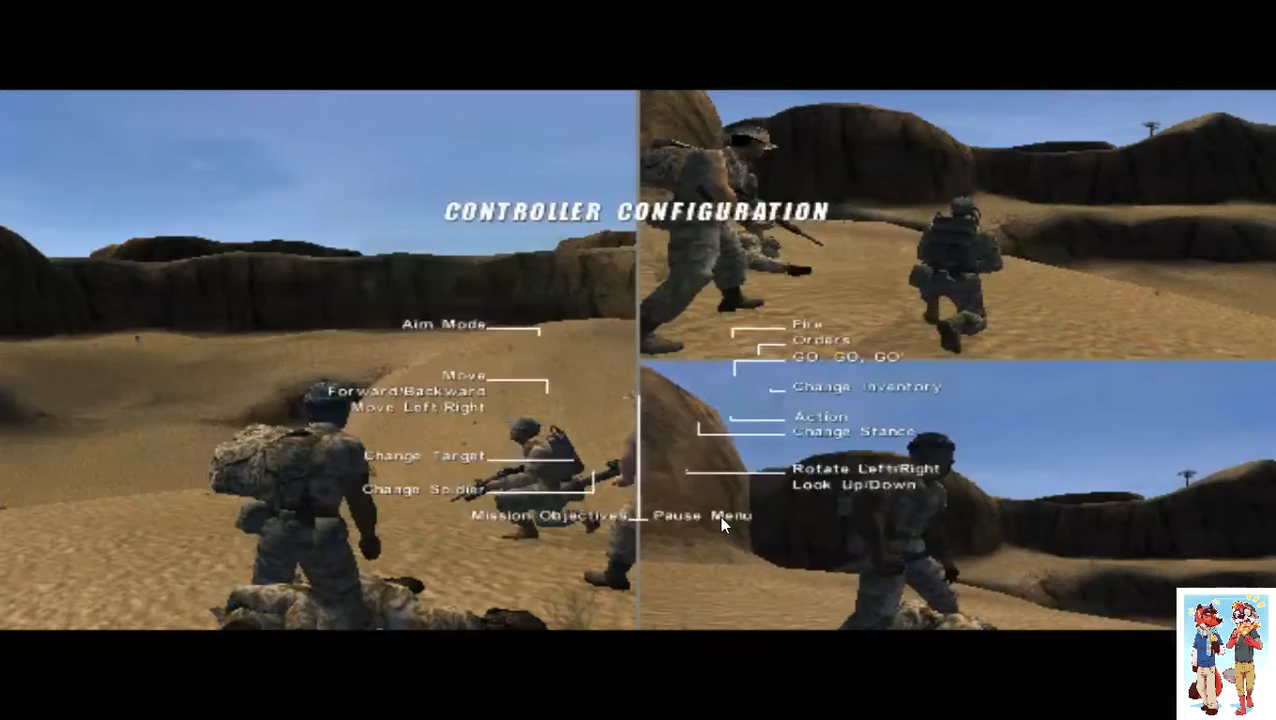 CONTROLLER CONFIGURATION
Aim Mode
Move
Forward/Backward
Move Left/Right
Change Target
Change Soldier
Mission Objectives
Fire
Orders
GO, GO, GO!
Change Inventory
Action
Change Stance
Rotate Left/Right
Look Up/Down
Pause Menu